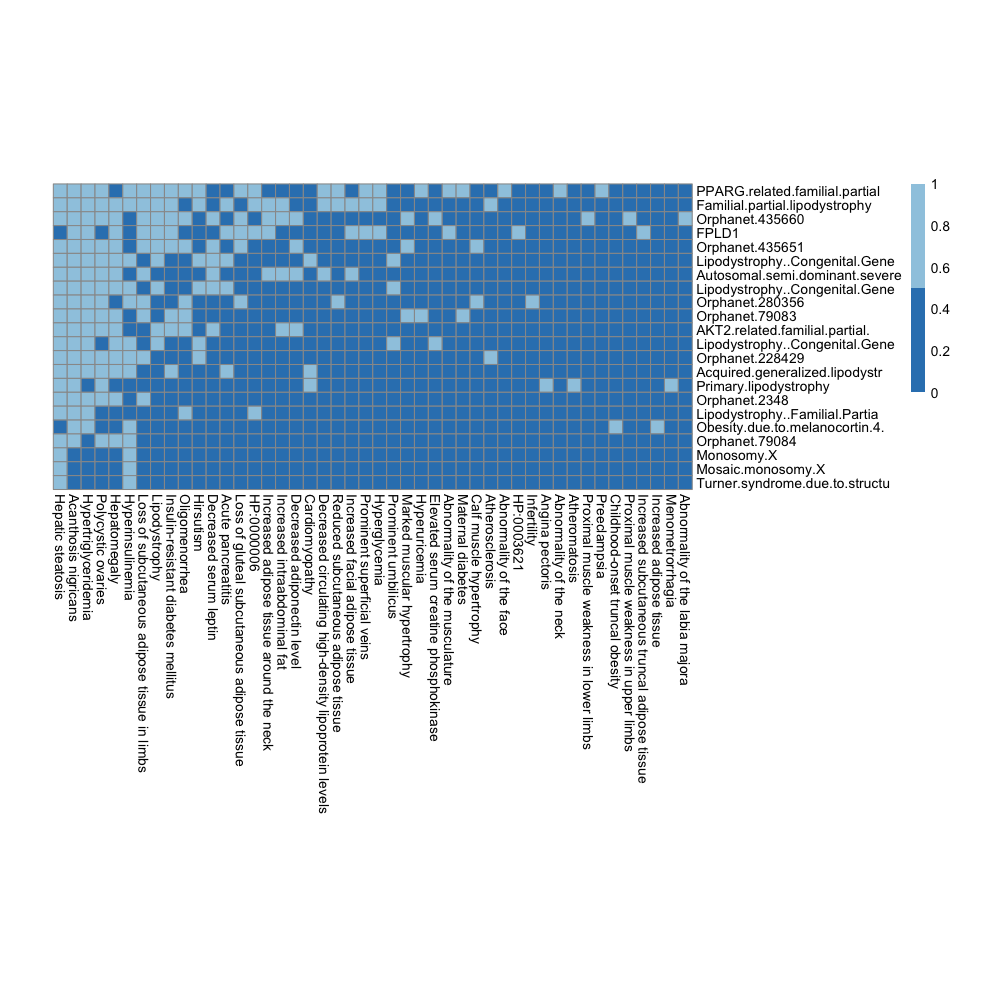 1
0.8
0.6
0.4
0.2
0
PPARG.related.familial.partial
Familial.partial.lipodystrophy
Orphanet.435660
FPLD1
Orphanet.435651
Lipodystrophy..Congenital.Gene
Autosomal.semi.dominant.severe
Lipodystrophy..Congenital.Gene
Orphanet.280356
Orphanet.79083
AKT2.related.familial.partial.
Lipodystrophy..Congenital.Gene
Orphanet.228429
Acquired.generalized.lipodystr
Primary.lipodystrophy
Orphanet.2348
Lipodystrophy..Familial.Partia
Obesity.due.to.melanocortin.4.
Orphanet.79084
Monosomy.X
Mosaic.monosomy.X
Turner.syndrome.due.to.structu
Hepatic steatosis
Acanthosis nigricans
Hypertriglyceridemia
Polycystic ovaries
Hepatomegaly
Hyperinsulinemia
Loss of subcutaneous adipose tissue in limbs
Lipodystrophy
Insulin-resistant diabetes mellitus
Oligomenorrhea
Hirsutism
Decreased serum leptin
Acute pancreatitis
Loss of gluteal subcutaneous adipose tissue
HP:0000006
Increased adipose tissue around the neck
Increased intraabdominal fat
Decreased adiponectin level
Cardiomyopathy
Decreased circulating high-density lipoprotein levels
Reduced subcutaneous adipose tissue
Increased facial adipose tissue
Prominent superficial veins
Hyperglycemia
Prominent umbilicus
Marked muscular hypertrophy
Hyperuricemia
Elevated serum creatine phosphokinase
Abnormality of the musculature
Maternal diabetes
Calf muscle hypertrophy
Atherosclerosis
Abnormality of the face
HP:0003621
Infertility
Angina pectoris
Abnormality of the neck
Atheromatosis
Proximal muscle weakness in lower limbs
Preeclampsia
Childhood-onset truncal obesity
Proximal muscle weakness in upper limbs
Increased subcutaneous truncal adipose tissue
Increased adipose tissue
Menometrorrhagia
Abnormality of the labia majora